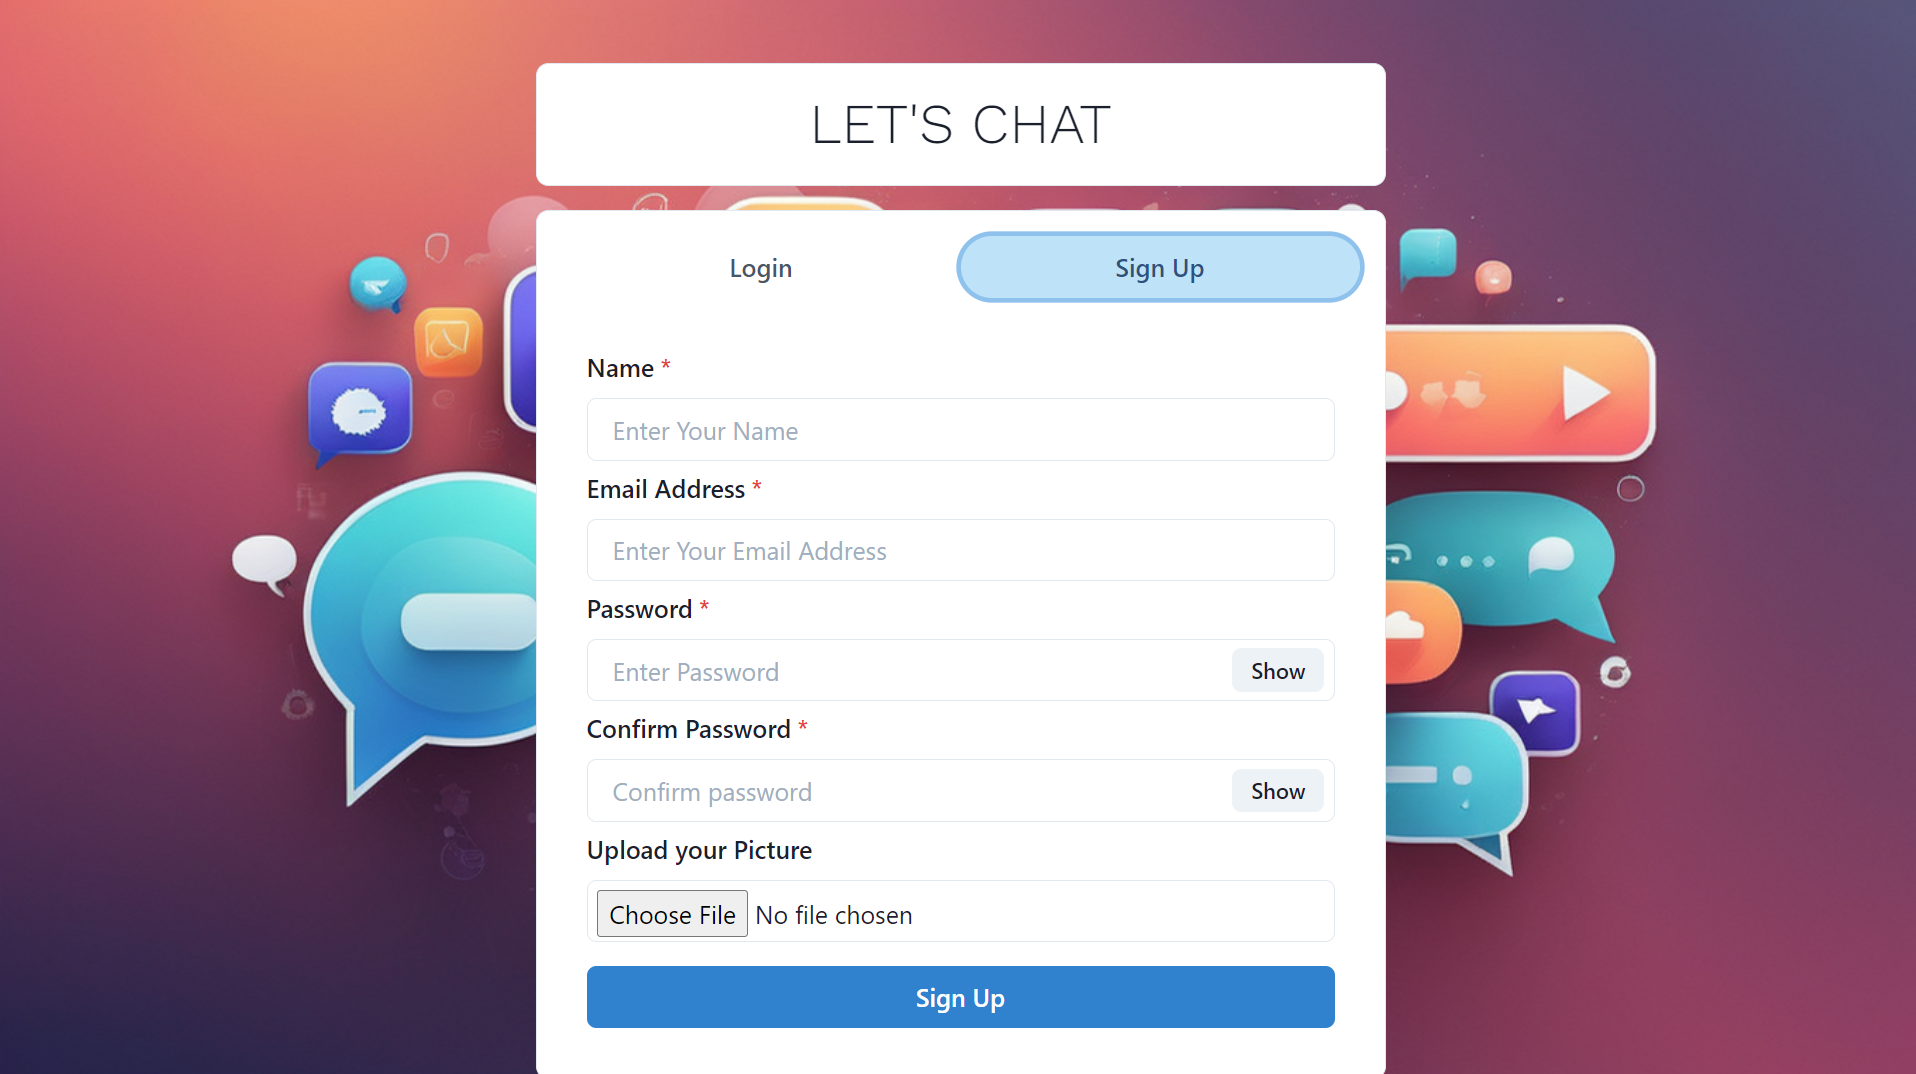 LET'S CHAT
Login
Sign Up
Name *
Enter Your Name
Email Address *
Enter Your Email Address
Password *
Enter Password
Show
Confirm Password *
Confirm password
Show
Upload your Picture
Choose File No file chosen
Sign Up